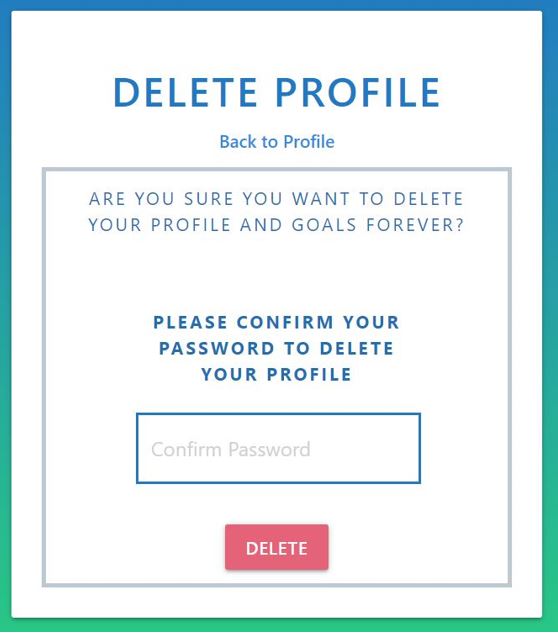 DELETE PROFILE
Back to Profile
ARE YOU SURE YOU WANT TO DELETE
YOUR PROFILE AND GOALS FOREVER?
PLEASE CONFIRM YOUR
PASSWORD TO DELETE
YOUR PROFILE
Confirm Password
DELETE